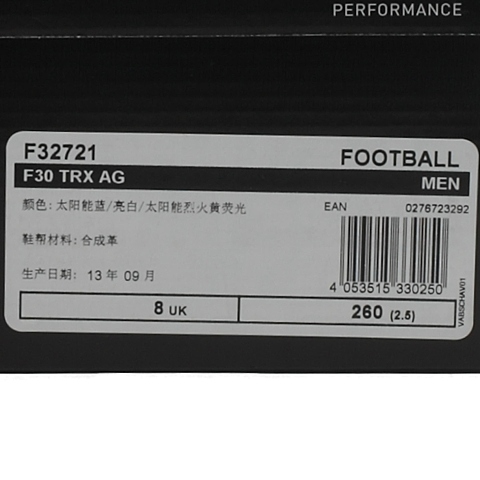 PERFORMANCE
F32721 FOOTBALL
F30 TRX AG MEN
颜色: 太阳能蓝/亮白/太阳能烈火黄荧光
EAN 0276723292
鞋帮材料: 合成革
生产日期: 13 年 09 月
4 053515 330250
8 UK 260 (2.5)
VABSCHAV01